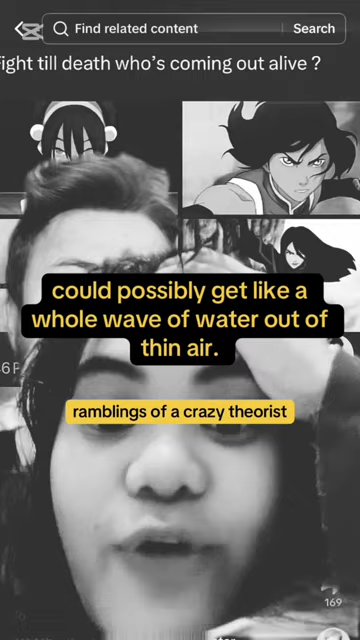 Find related content
Search
ight till death who's coming out alive ?
could possibly get like a
whole wave of water out of
thin air.
ramblings of a crazy theorist
169